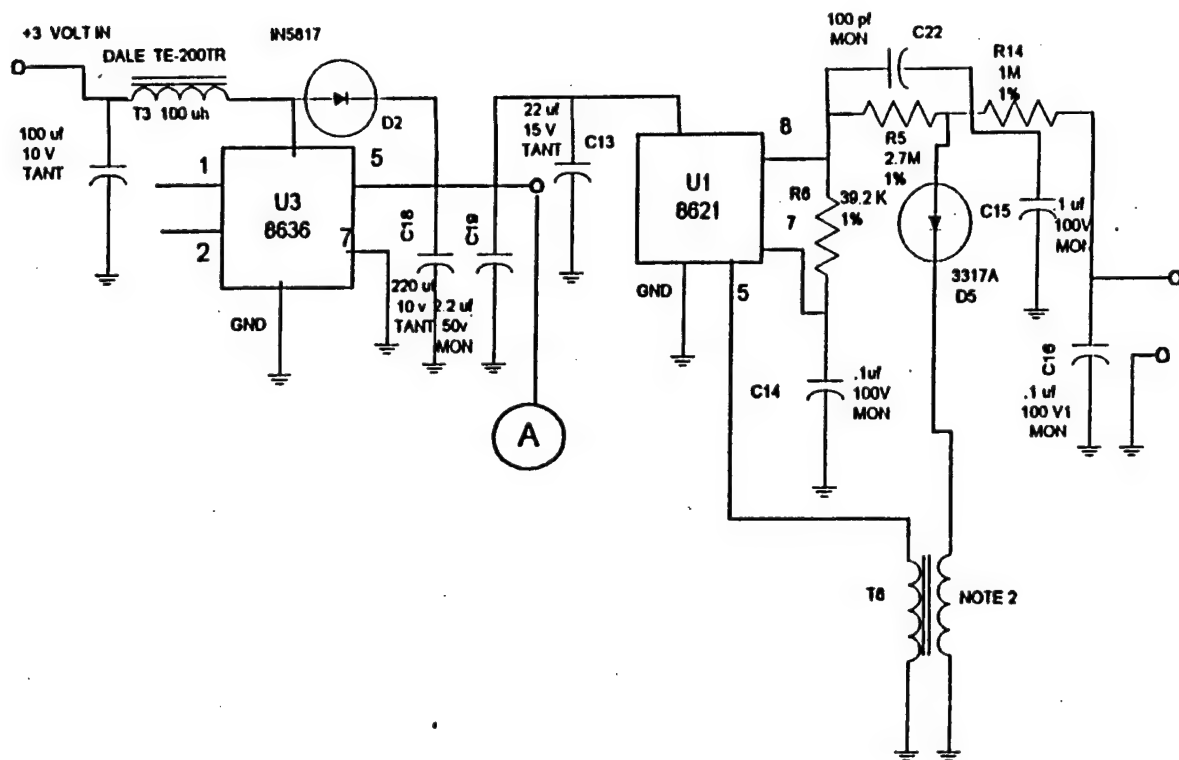 +3 VOLT IN
DALE TE-200TR
T3 100 uh
IN5817
D2
100 uf
10 V
TANT
1
2
U3
8636
5
7
GND
C18
220 uf
10 v
TANT
C19
2.2 uf
50v
MON
A
22 uf
15 V
TANT
C13
U1
8621
8
7
5
GND
100 pf
MON
C22
R14
1M
1%
R5
2.7M
1%
R6
39.2 K
1%
C14
.1uf
100V
MON
C15
.1 uf
100V
MON
3317A
D5
C16
.1 uf
100 V1
MON
T6
NOTE 2